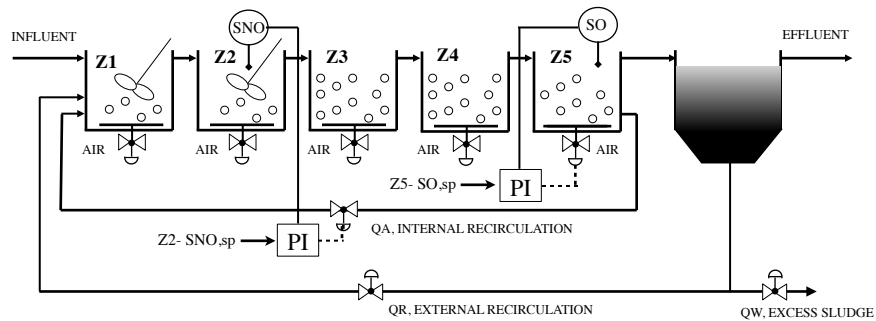 SNO
SO
INFLUENT
EFFLUENT
Z1
Z2
Z3
Z4
Z5
AIR
AIR
AIR
AIR
AIR
Z5- SO,sp
PI
Z2- SNO,sp
PI
QA, INTERNAL RECIRCULATION
QR, EXTERNAL RECIRCULATION
QW, EXCESS SLUDGE